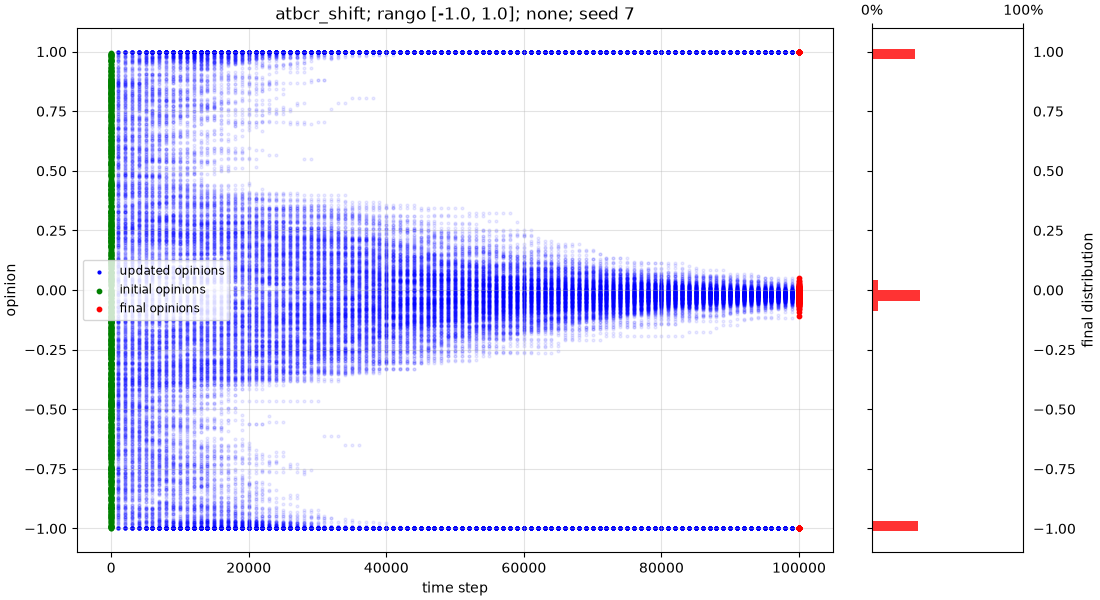 atbcr_shift; rango [-1.0, 1.0]; none; seed 7
0% 100%
1.00
0.75
0.50
0.25
0.00
−0.25
−0.50
−0.75
−1.00
opinion
updated opinions
initial opinions
final opinions
0 20000 40000 60000 80000 100000
time step
1.00
0.75
0.50
0.25
0.00
−0.25
−0.50
−0.75
−1.00
final distribution